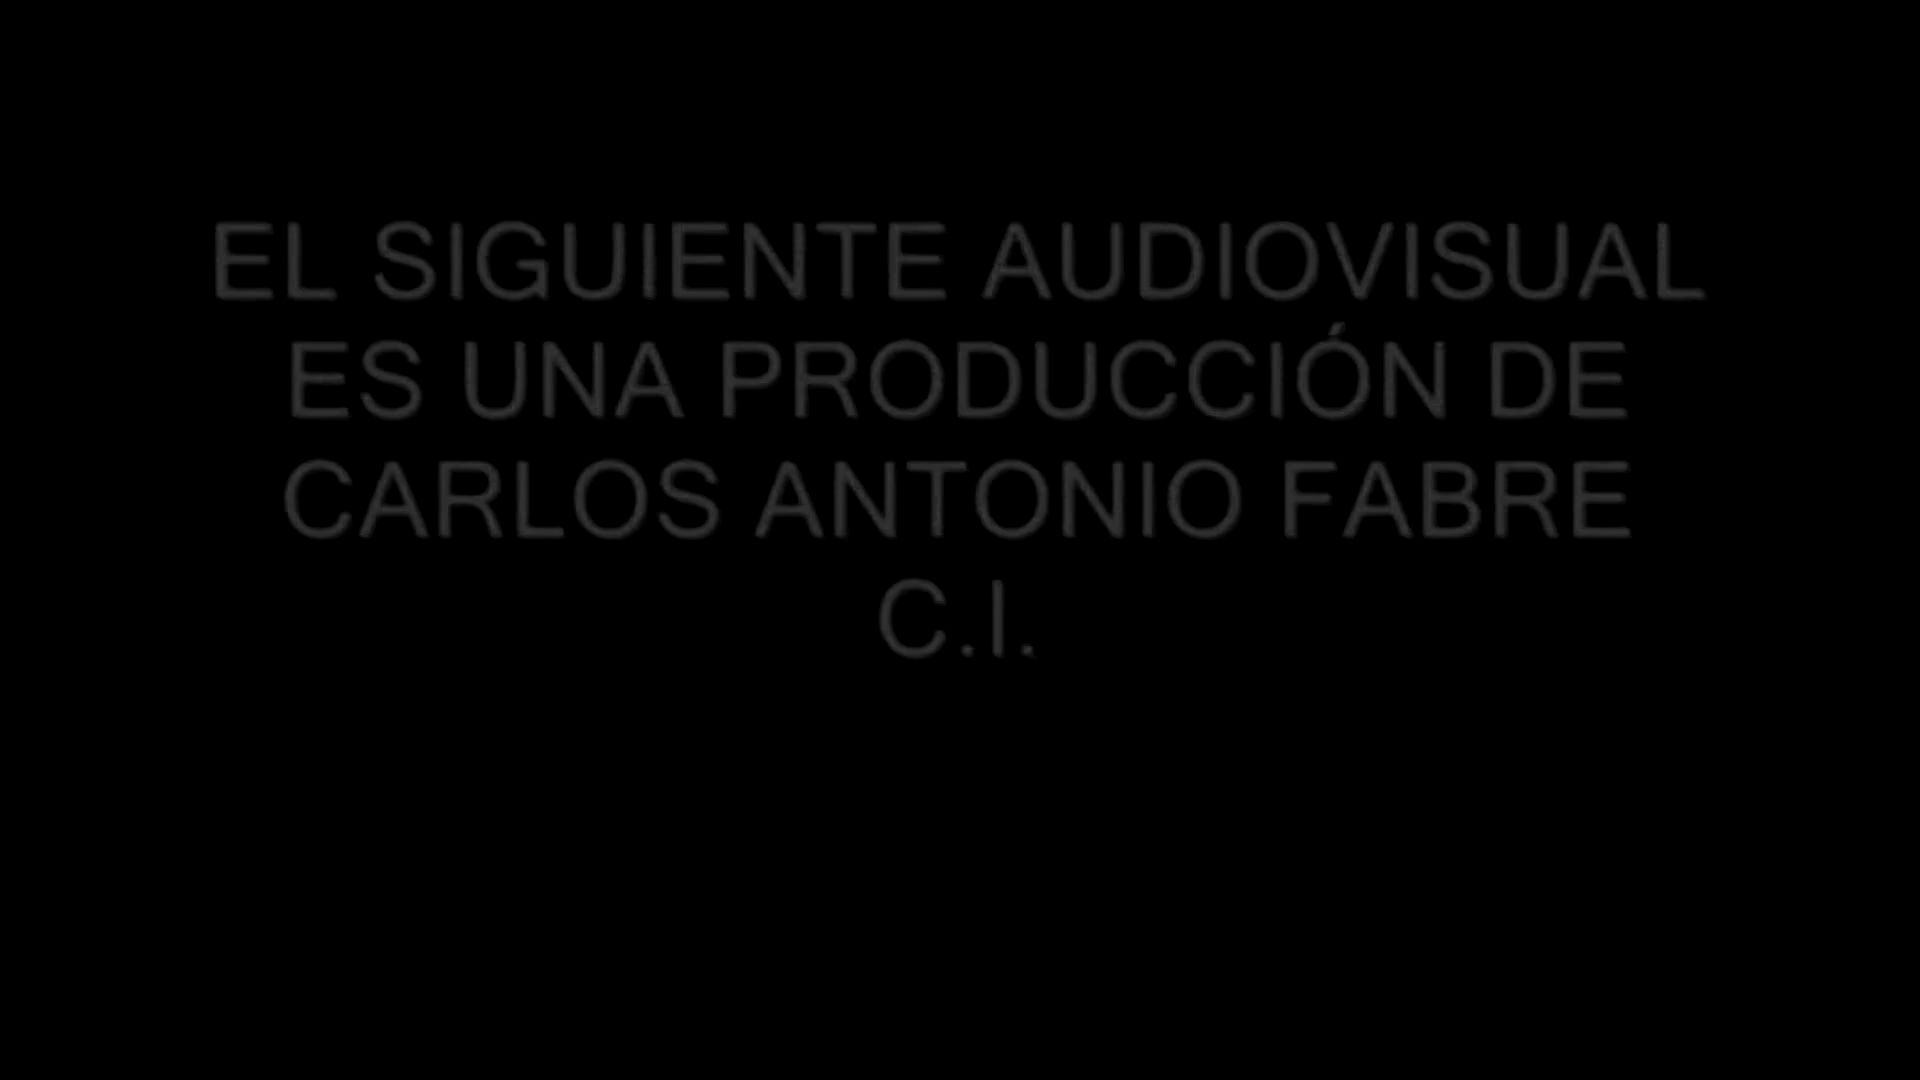 EL SIGUIENTE AUDIOVISUAL
ES UNA PRODUCCIÓN DE
CARLOS ANTONIO FABRE
C.I.